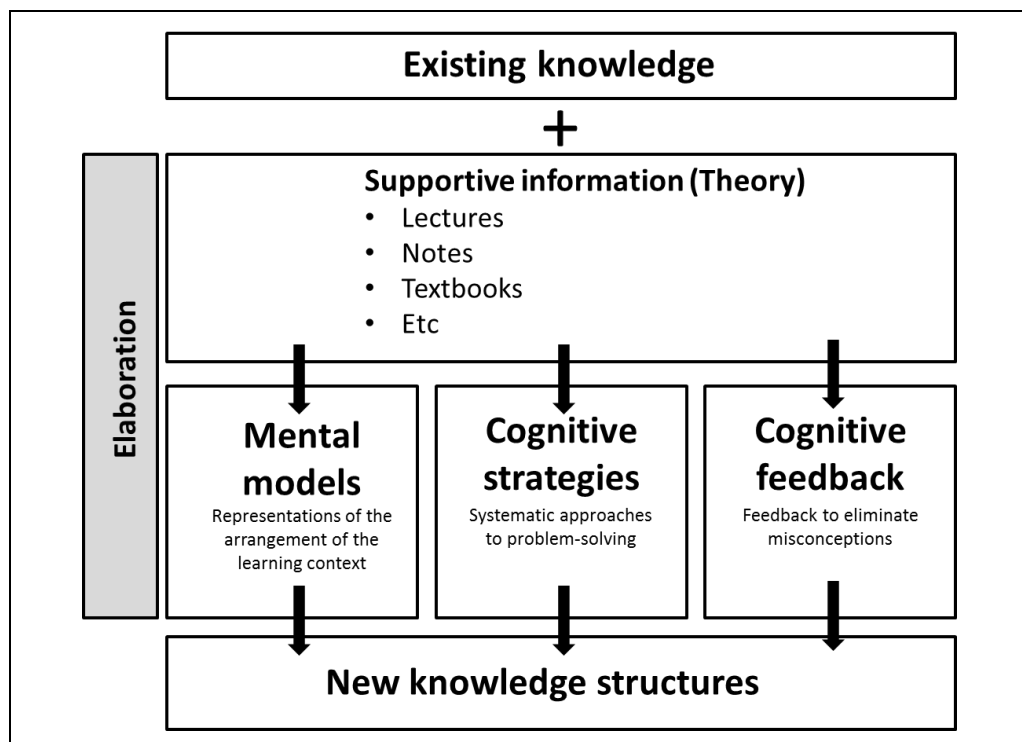 Existing knowledge
+
Elaboration
Supportive information (Theory)
• Lectures
• Notes
• Textbooks
• Etc
Mental
models
Representations of the
arrangement of the
learning context
Cognitive
strategies
Systematic approaches
to problem-solving
Cognitive
feedback
Feedback to eliminate
misconceptions
New knowledge structures